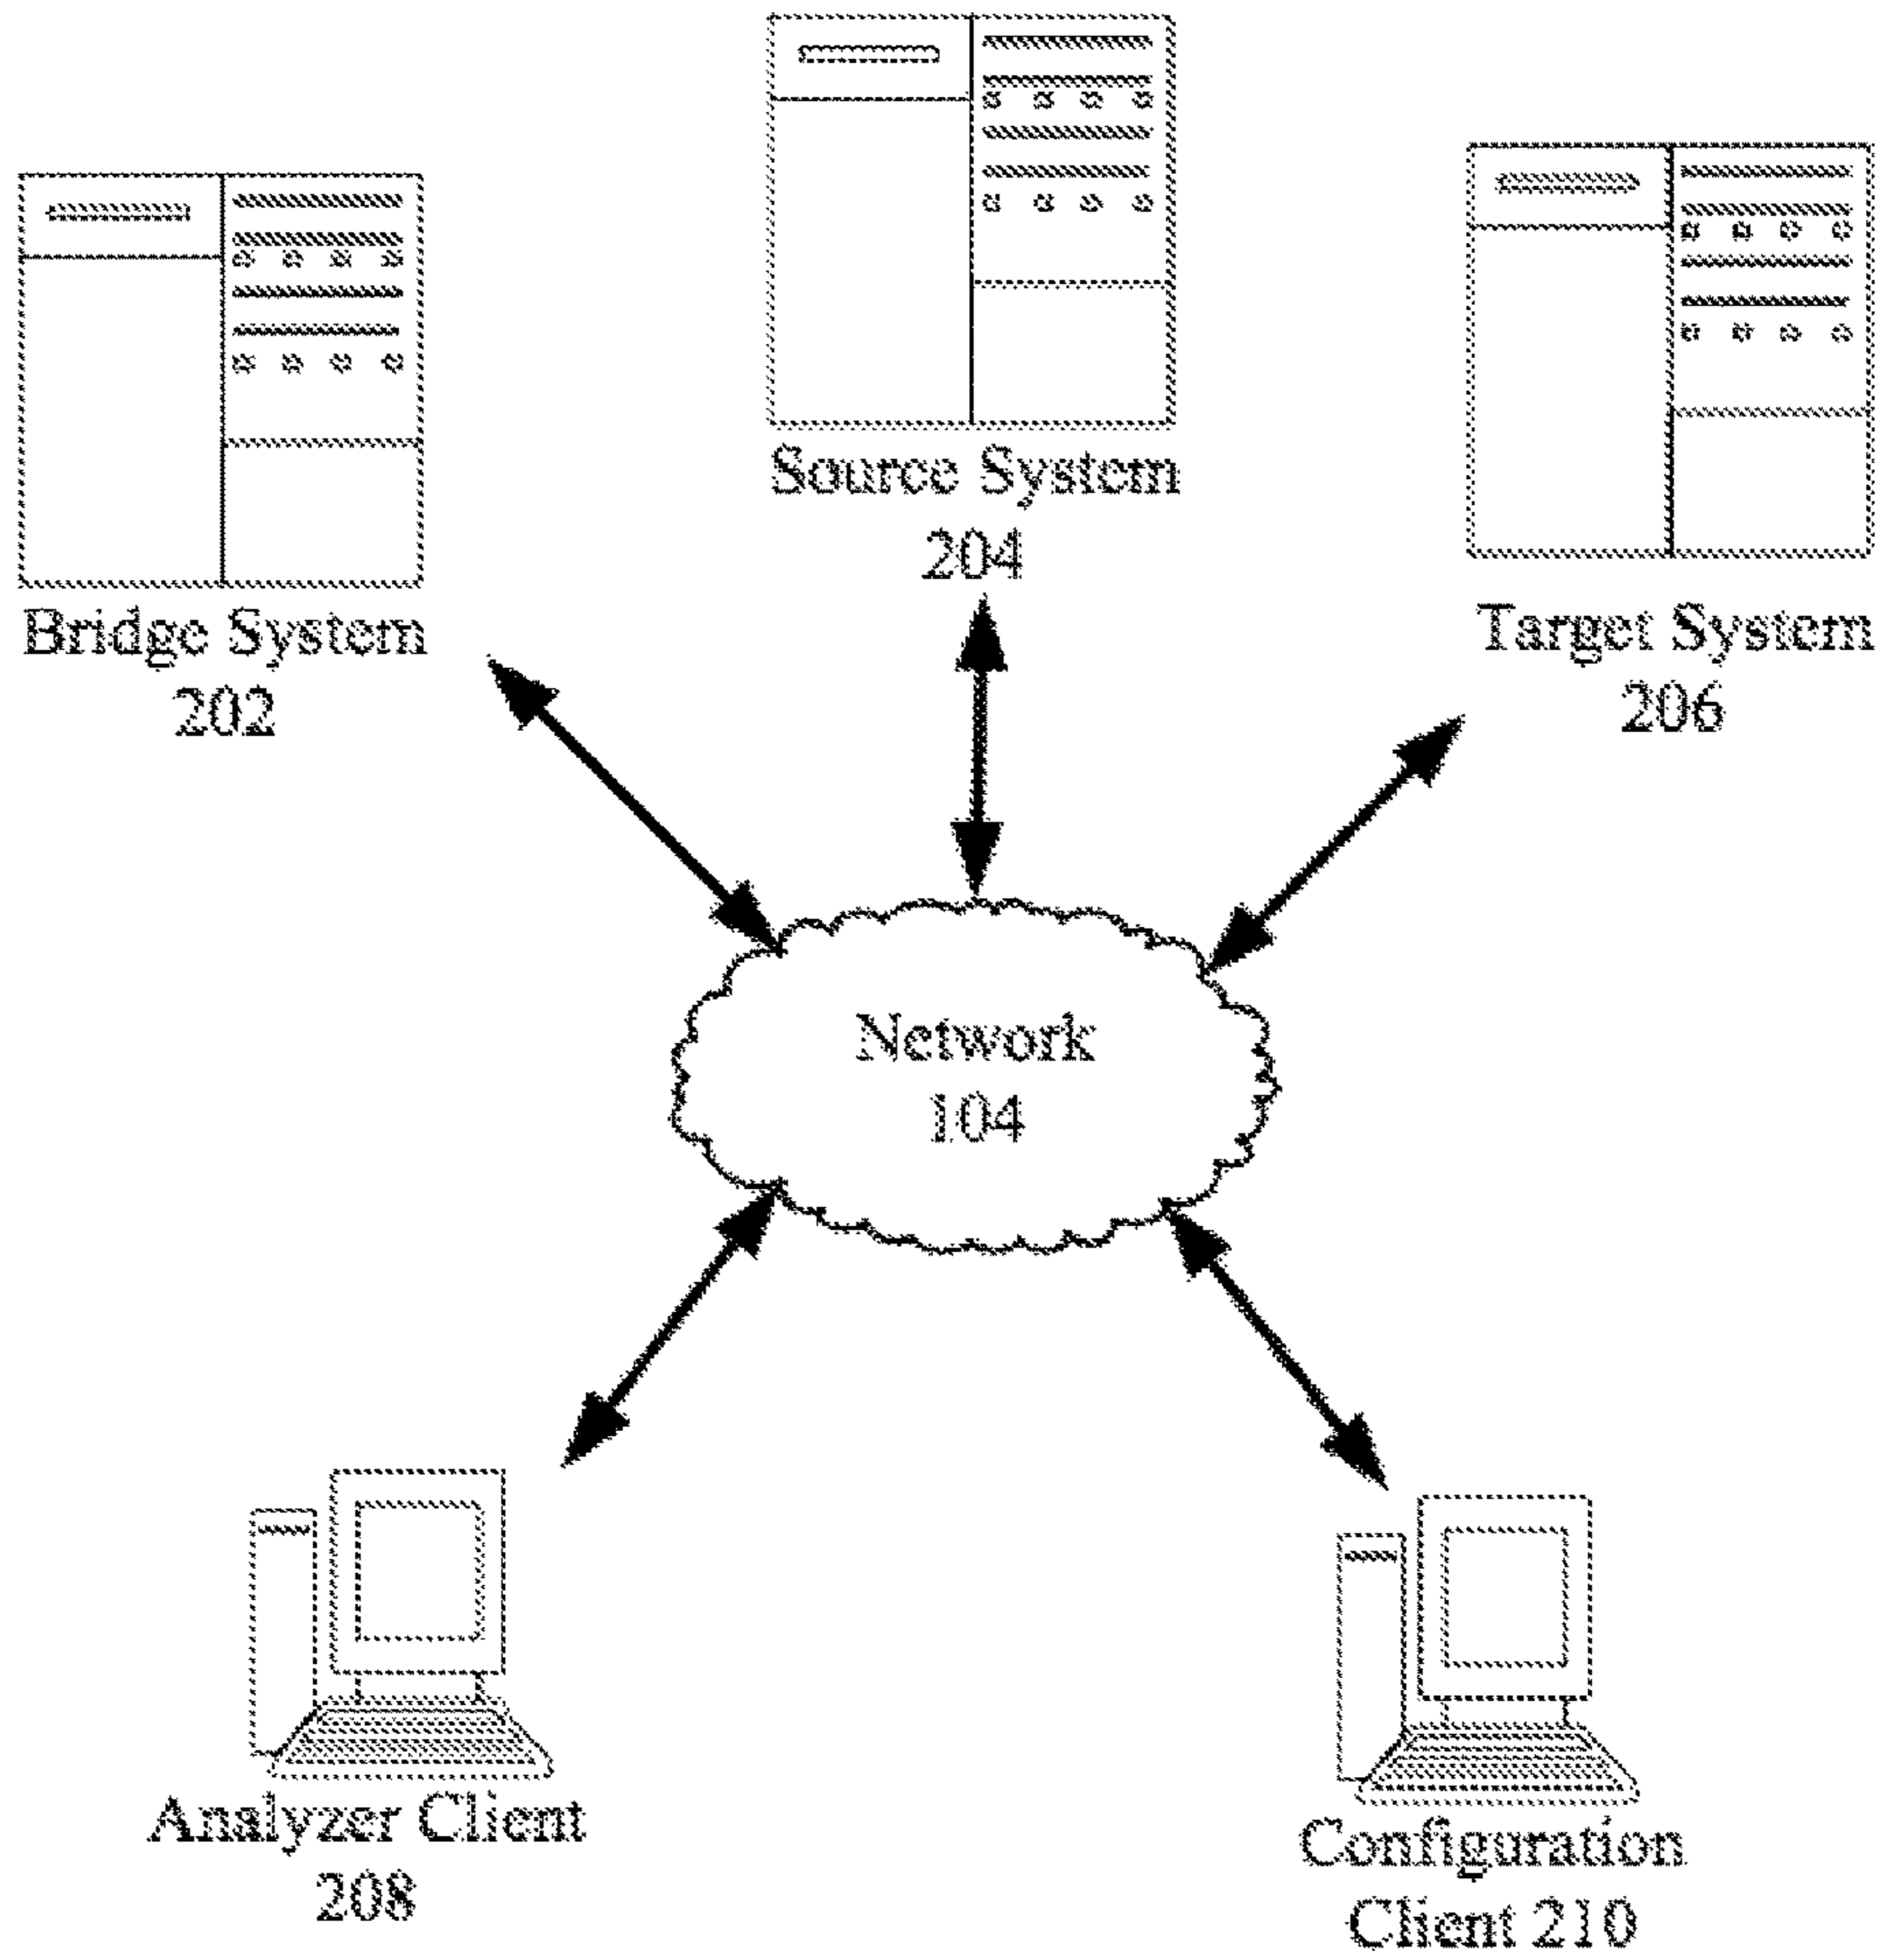 Source System
204
Bridge System
202
Target System
206
Network
104
Analyzer Client
208
Configuration
Client 210